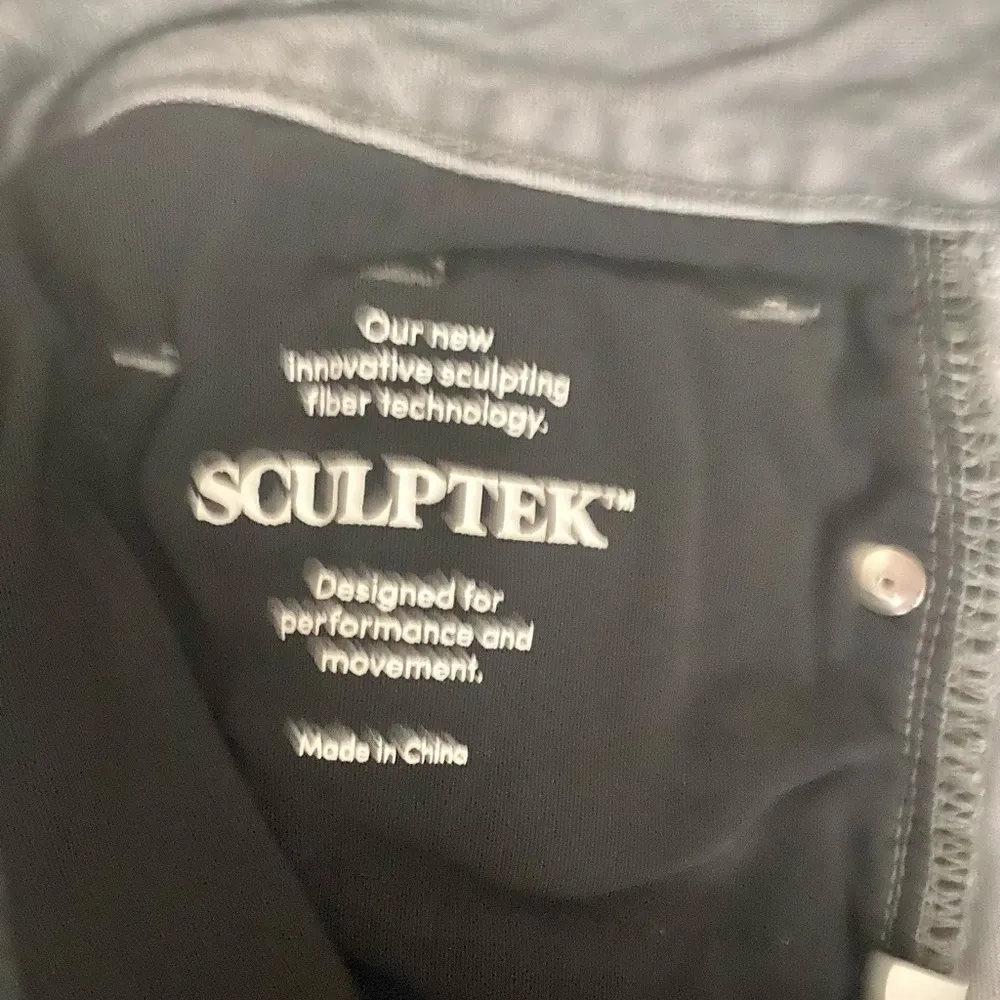 Our new
innovative sculpting
fiber technology.
SCULPTEK™
Designed for
performance and
movement.
Made in China